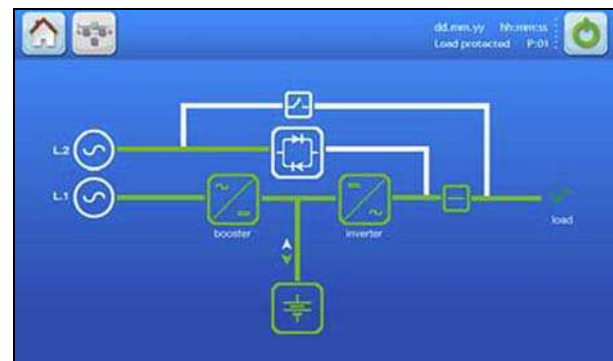 dd.mm.yy hh:mm:ss
Load protected P:01
L2
L1
booster
inverter
load